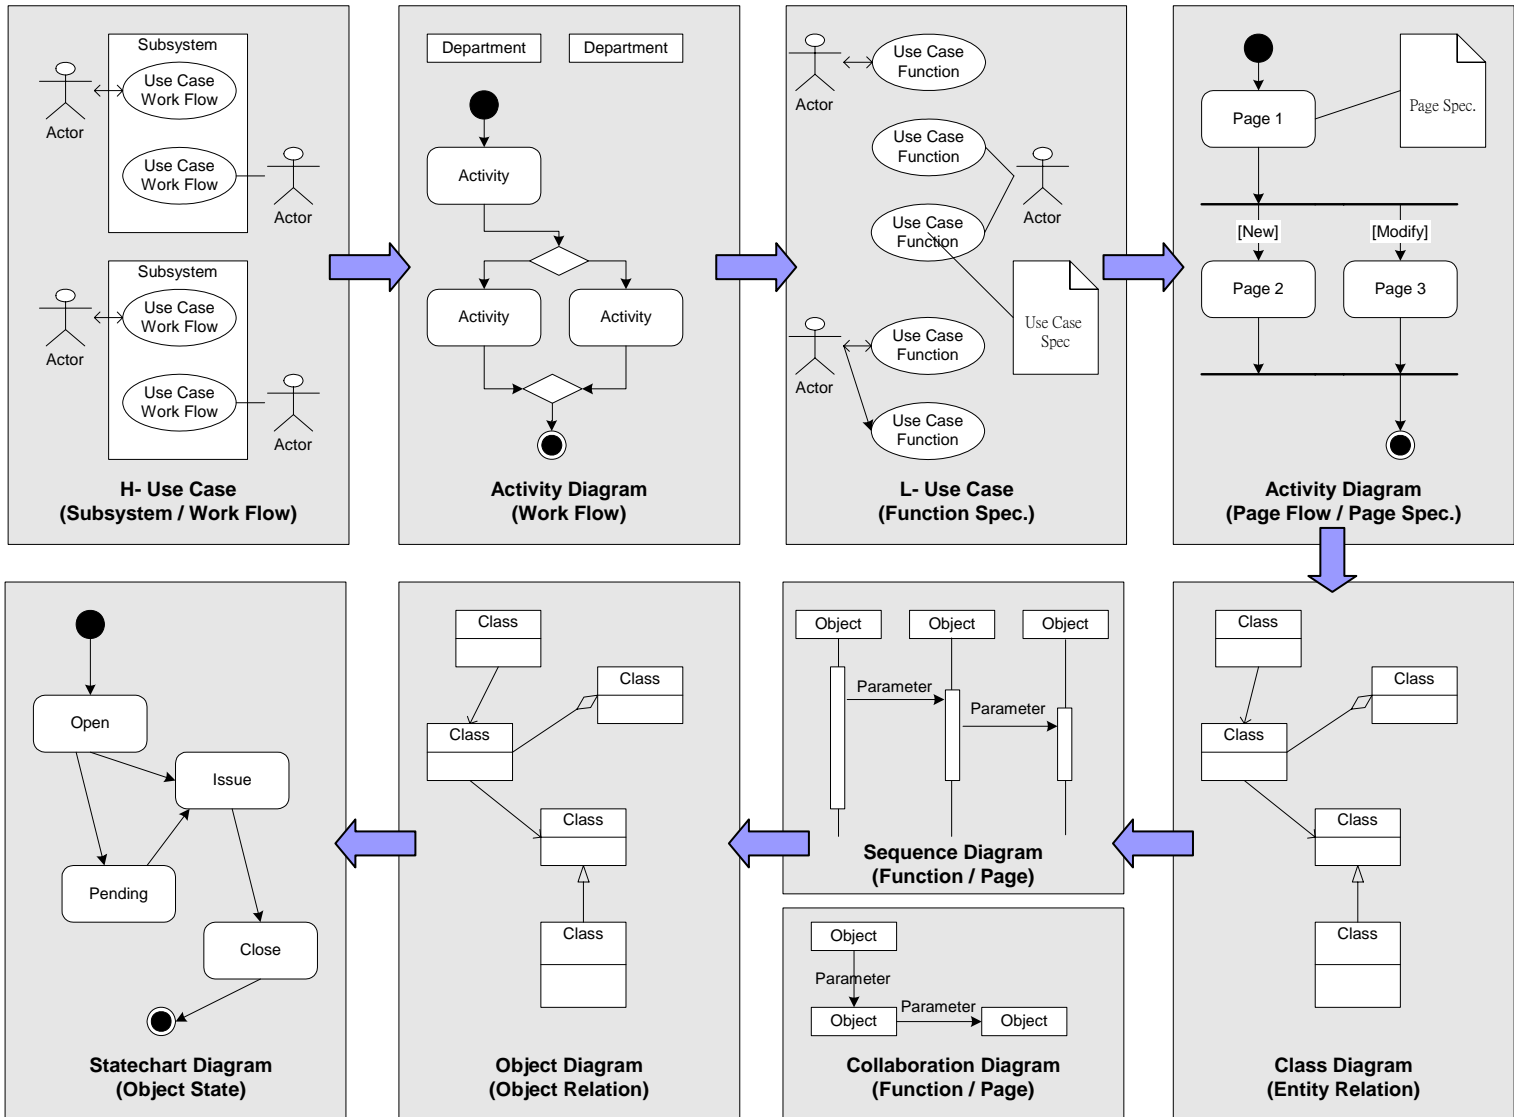 Subsystem
Use Case
Work Flow
Actor
Use Case
Work Flow
Actor
Subsystem
Use Case
Work Flow
Actor
Use Case
Work Flow
Actor
H- Use Case
(Subsystem / Work Flow)
Department
Department
Activity
Activity
Activity
Activity Diagram
(Work Flow)
Use Case
Function
Actor
Use Case
Function
Actor
Use Case
Function
Use Case
Spec
Use Case
Function
Actor
Use Case
Function
L- Use Case
(Function Spec.)
Page 1
Page Spec.
[New]
[Modify]
Page 2
Page 3
Activity Diagram
(Page Flow / Page Spec.)
Open
Issue
Pending
Close
Statechart Diagram
(Object State)
Class
Class
Class
Class
Class
Object Diagram
(Object Relation)
Object
Object
Object
Parameter
Parameter
Sequence Diagram
(Function / Page)
Object
Parameter
Parameter
Object
Object
Collaboration Diagram
(Function / Page)
Class
Class
Class
Class
Class
Class Diagram
(Entity Relation)